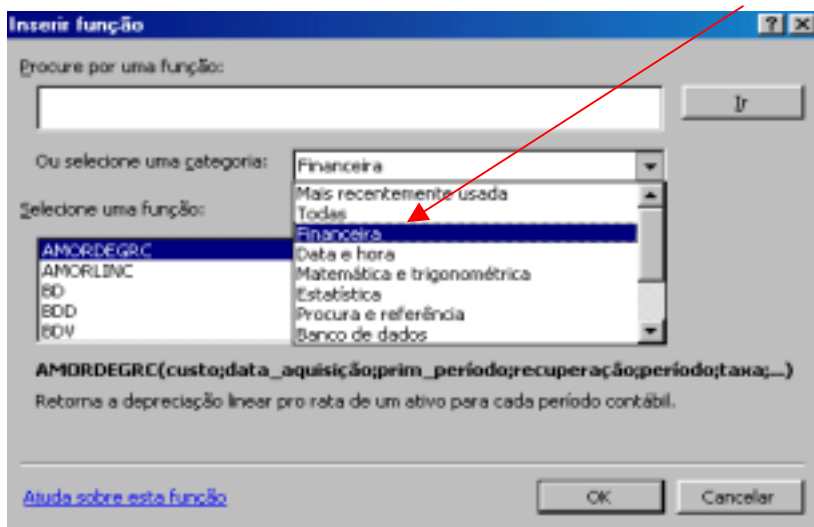 Inserir função
Procure por uma função:
Ir
Ou selecione uma categoria:
Financeira
Mais recentemente usada
Todas
Financeira
Data e hora
Matemática e trigonométrica
Estatística
Procura e referência
Banco de dados
Selecione uma função:
AMORDEGRC
AMORLINC
BD
BDD
BDV
AMORDEGRC(custo;data_aquisição;prim_período;recuperação;período;taxa;...)
Retorna a depreciação linear pro rata de um ativo para cada período contábil.
Ajuda sobre esta função
OK
Cancelar